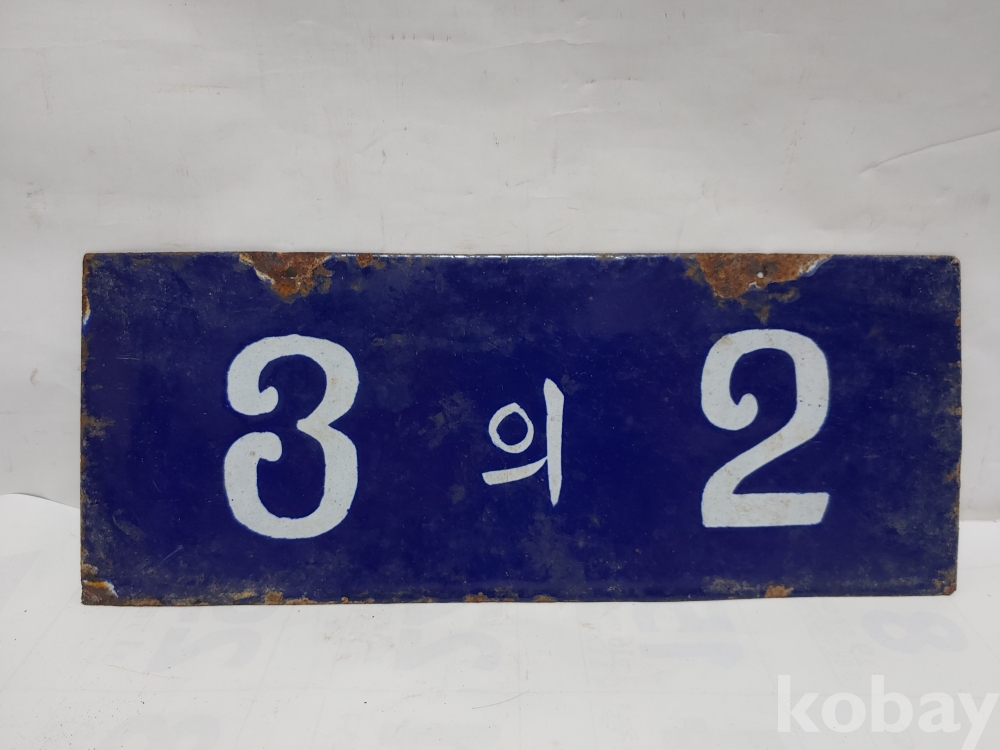 3 의 2
kobay